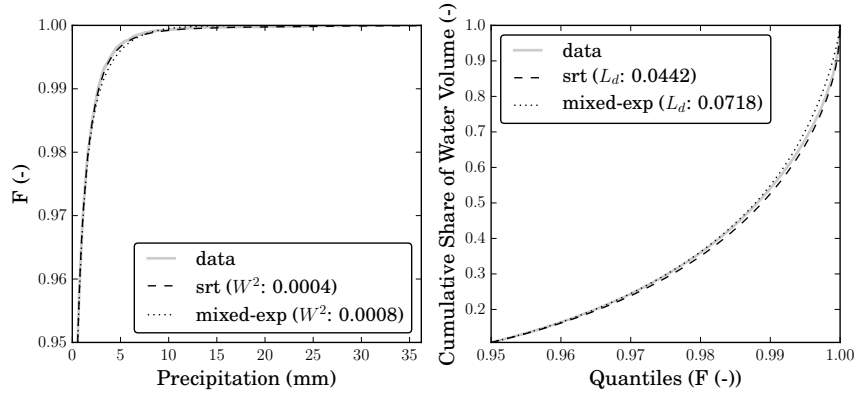 1.00
0.99
0.98
0.97
0.96
0.95
F (-)
0
5
10
15
20
25
30
35
Precipitation (mm)
data
srt (W²: 0.0004)
mixed-exp (W²: 0.0008)
1.0
0.9
0.8
0.7
0.6
0.5
0.4
0.3
0.2
Cumulative Share of Water Volume (-)
0.95
0.96
0.97
0.98
0.99
1.00
Quantiles (F (-))
data
srt (L_d: 0.0442)
mixed-exp (L_d: 0.0718)